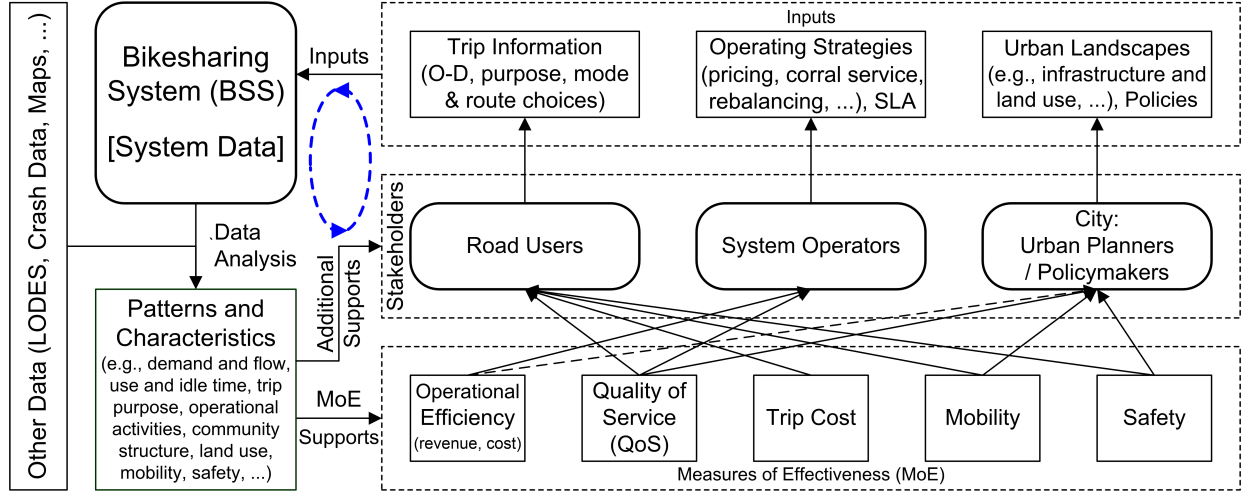 Other Data (LODES, Crash Data, Maps, ...)
Bikesharing
System (BSS)
[System Data]
Inputs
Inputs
Trip Information
(O-D, purpose, mode
& route choices)
Operating Strategies
(pricing, corral service,
rebalancing, ...), SLA
Urban Landscapes
(e.g., infrastructure and
land use, ...), Policies
Data
Analysis
Stakeholders
Road Users
System Operators
City:
Urban Planners
/ Policymakers
Additional
Supports
Patterns and
Characteristics
(e.g., demand and flow,
use and idle time, trip
purpose, operational
activities, community
structure, land use,
mobility, safety, ...)
MoE
Supports
Operational
Efficiency
(revenue, cost)
Quality of
Service
(QoS)
Trip Cost
Mobility
Safety
Measures of Effectiveness (MoE)